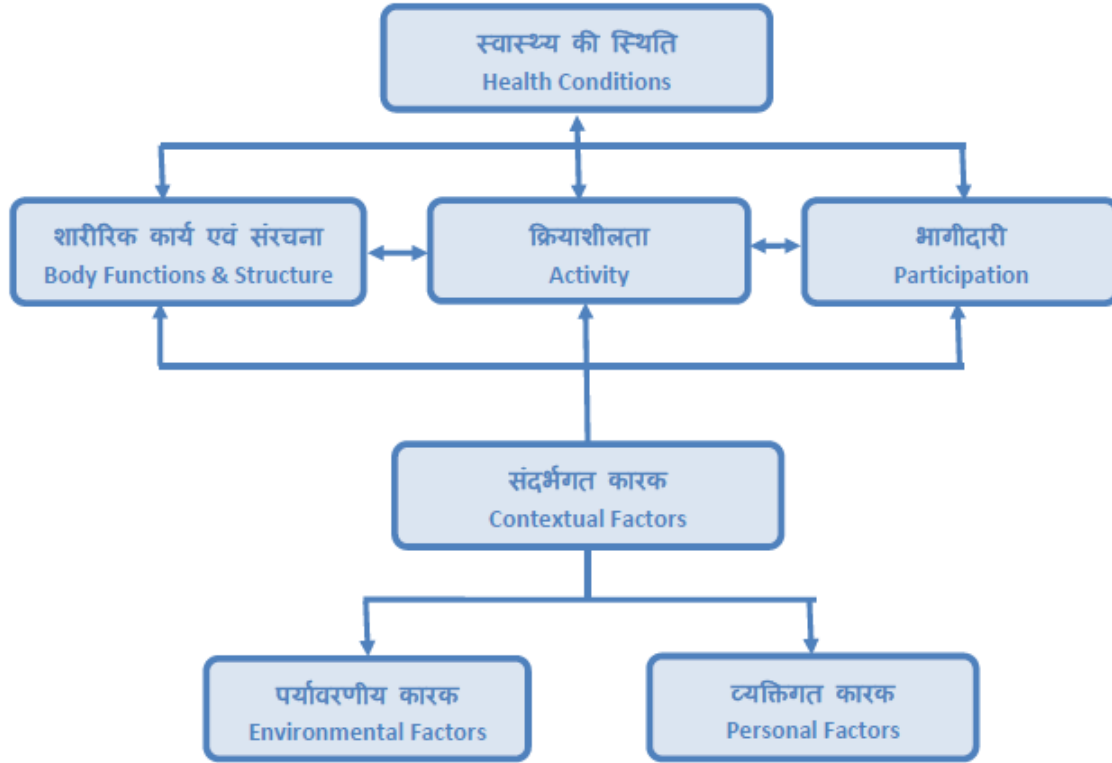 स्वास्थ्य की स्थिति
Health Conditions
शारीरिक कार्य एवं संरचना
Body Functions & Structure
क्रियाशीलता
Activity
भागीदारी
Participation
संदर्भगत कारक
Contextual Factors
पर्यावरणीय कारक
Environmental Factors
व्यक्तिगत कारक
Personal Factors